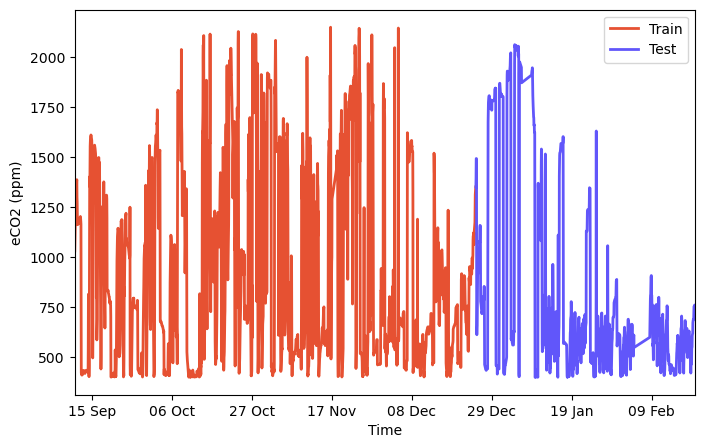 Train
Test
2000
1750
1500
1250
1000
750
500
eCO2 (ppm)
15 Sep
06 Oct
27 Oct
17 Nov
08 Dec
29 Dec
19 Jan
09 Feb
Time